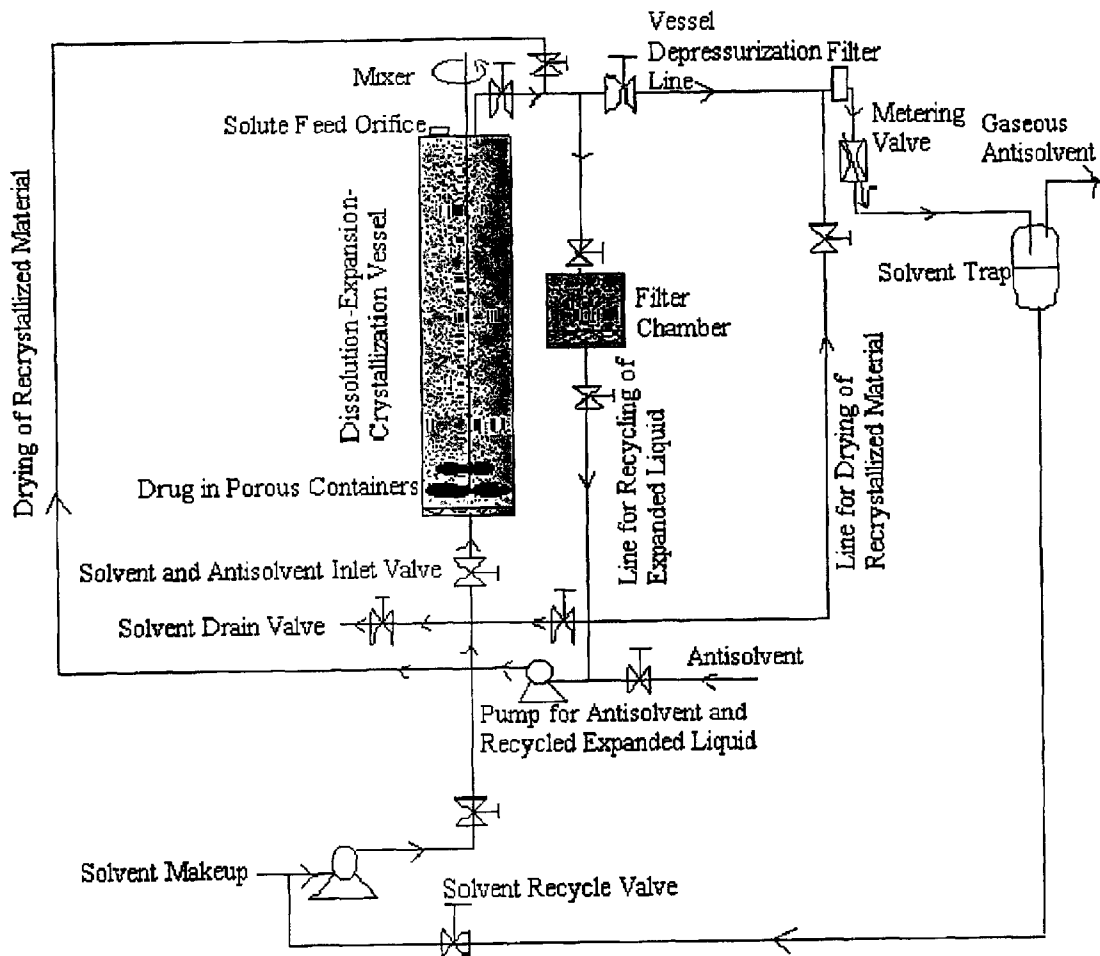 Vessel
Depressurization
Line
Filter
Mixer
Metering
Valve
Gaseous
Antisolvent
Solute Feed Orifice
Drying of Recrystallized Material
Dissolution-Expansion-
Crystallization Vessel
Solvent Trap
Filter
Chamber
Line for Recycling of
Expanded Liquid
Line for Drying of
Recrystallized Material
Drug in Porous Containers
Solvent and Antisolvent Inlet Valve
Solvent Drain Valve
Antisolvent
Pump for Antisolvent and
Recycled Expanded Liquid
Solvent Makeup
Solvent Recycle Valve